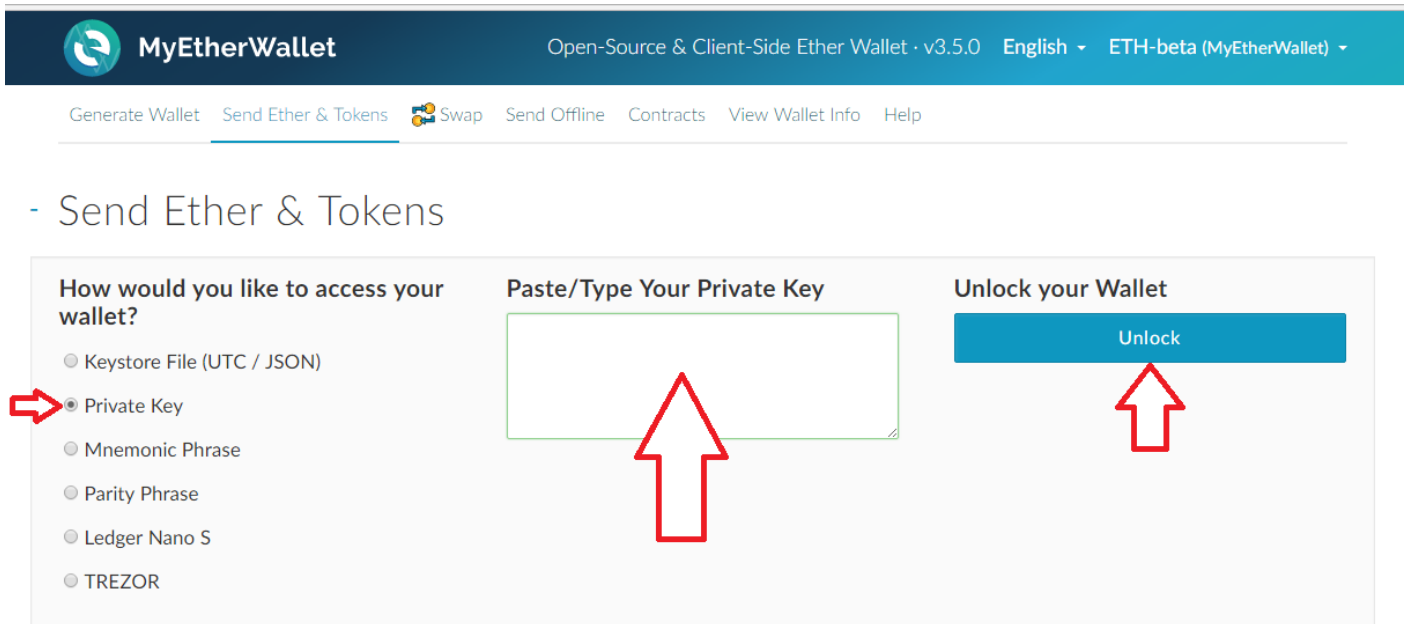 MyEtherWallet
Open-Source & Client-Side Ether Wallet · v3.5.0 English ETH-beta (MyEtherWallet)
Generate Wallet Send Ether & Tokens Swap Send Offline Contracts View Wallet Info Help
- Send Ether & Tokens
How would you like to access your
wallet?
Keystore File (UTC / JSON)
Private Key
Mnemonic Phrase
Parity Phrase
Ledger Nano S
TREZOR
Paste/Type Your Private Key
Unlock your Wallet
Unlock